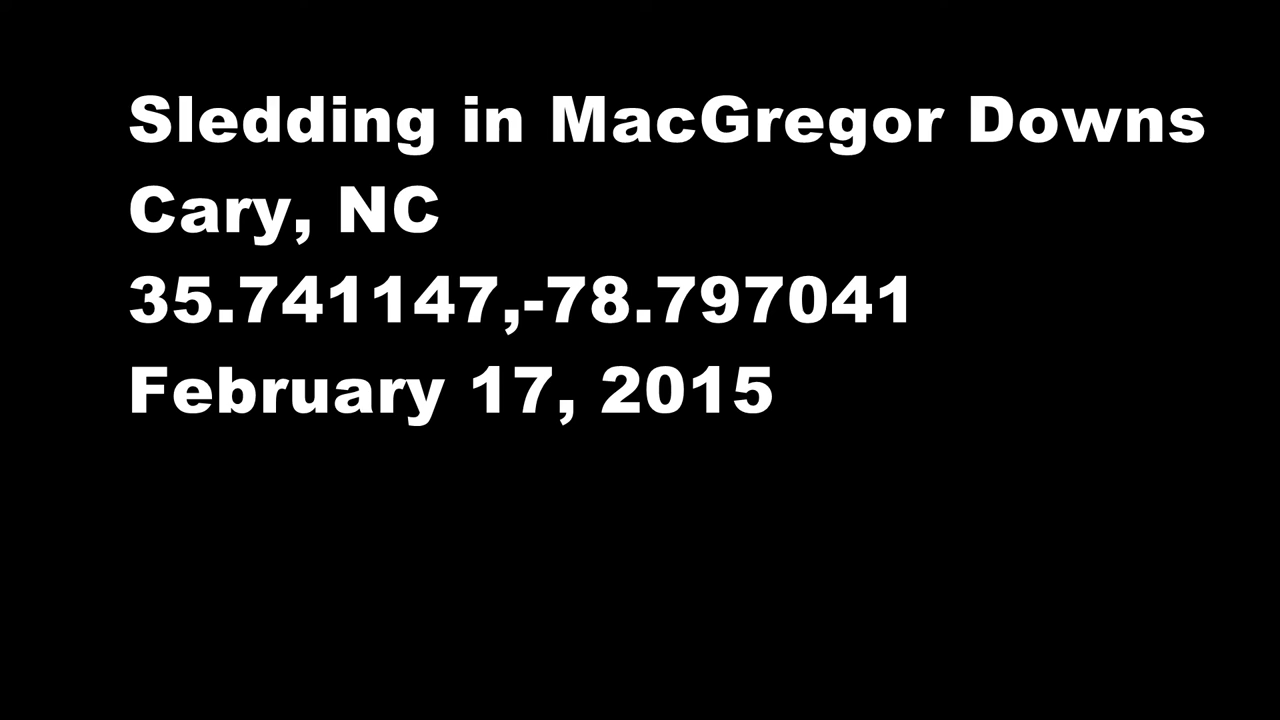 Sledding in MacGregor Downs
Cary, NC
35.741147,-78.797041
February 17, 2015